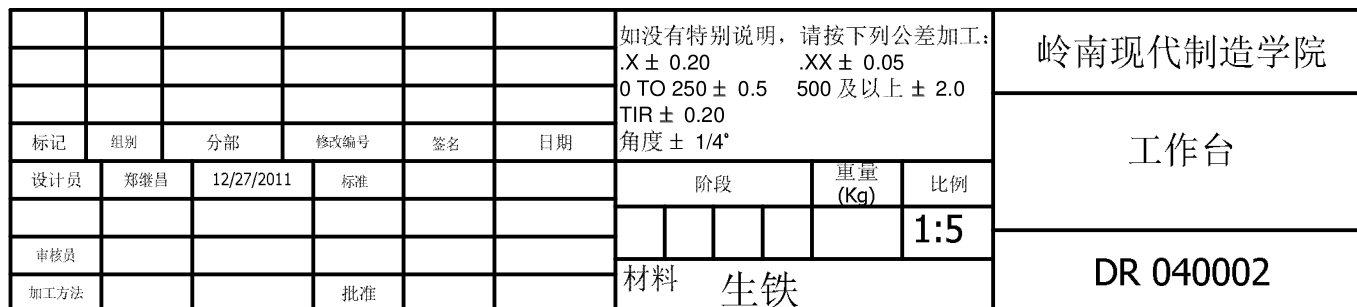 如没有特别说明，请按下列公差加工：
.X ± 0.20 .XX ± 0.05
0 TO 250 ± 0.5 500 及以上 ± 2.0
TIR ± 0.20
角度 ± 1/4°
岭南现代制造学院
工作台
标记 组别 分部 修改编号 签名 日期
设计员 郑继昌 12/27/2011 标准
阶段 重量 比例
(Kg)
1:5
审核员
材料 生铁
DR 040002
加工方法 批准